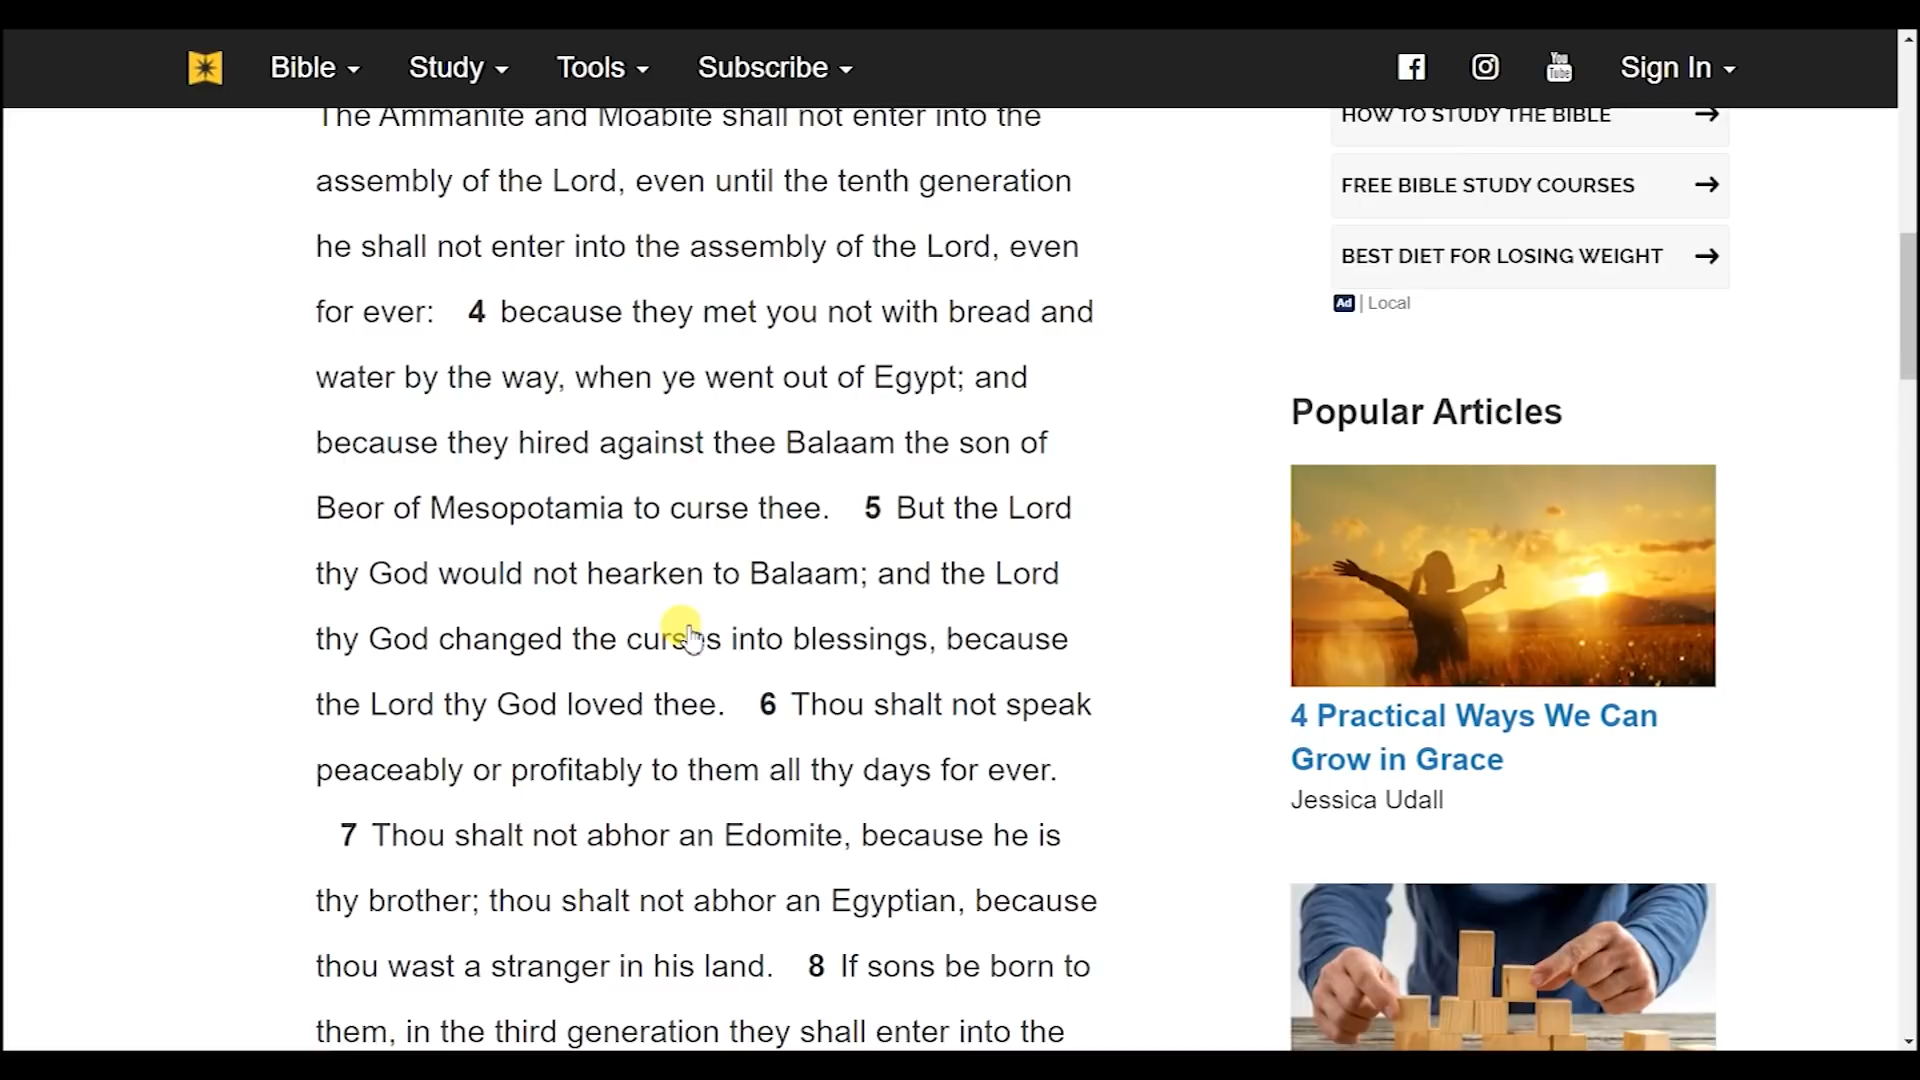 Bible
Study
Tools
Subscribe
You
Tube
Sign In
The Ammanite and Moabite shall not enter into the
assembly of the Lord, even until the tenth generation
he shall not enter into the assembly of the Lord, even
for ever: 4 because they met you not with bread and
water by the way, when ye went out of Egypt; and
because they hired against thee Balaam the son of
Beor of Mesopotamia to curse thee. 5 But the Lord
thy God would not hearken to Balaam; and the Lord
thy God changed the curses into blessings, because
the Lord thy God loved thee. 6 Thou shalt not speak
peaceably or profitably to them all thy days for ever.
7 Thou shalt not abhor an Edomite, because he is
thy brother; thou shalt not abhor an Egyptian, because
thou wast a stranger in his land. 8 If sons be born to
them, in the third generation they shall enter into the
HOW TO STUDY THE BIBLE
FREE BIBLE STUDY COURSES
BEST DIET FOR LOSING WEIGHT
Ad | Local
Popular Articles
4 Practical Ways We Can
Grow in Grace
Jessica Udall